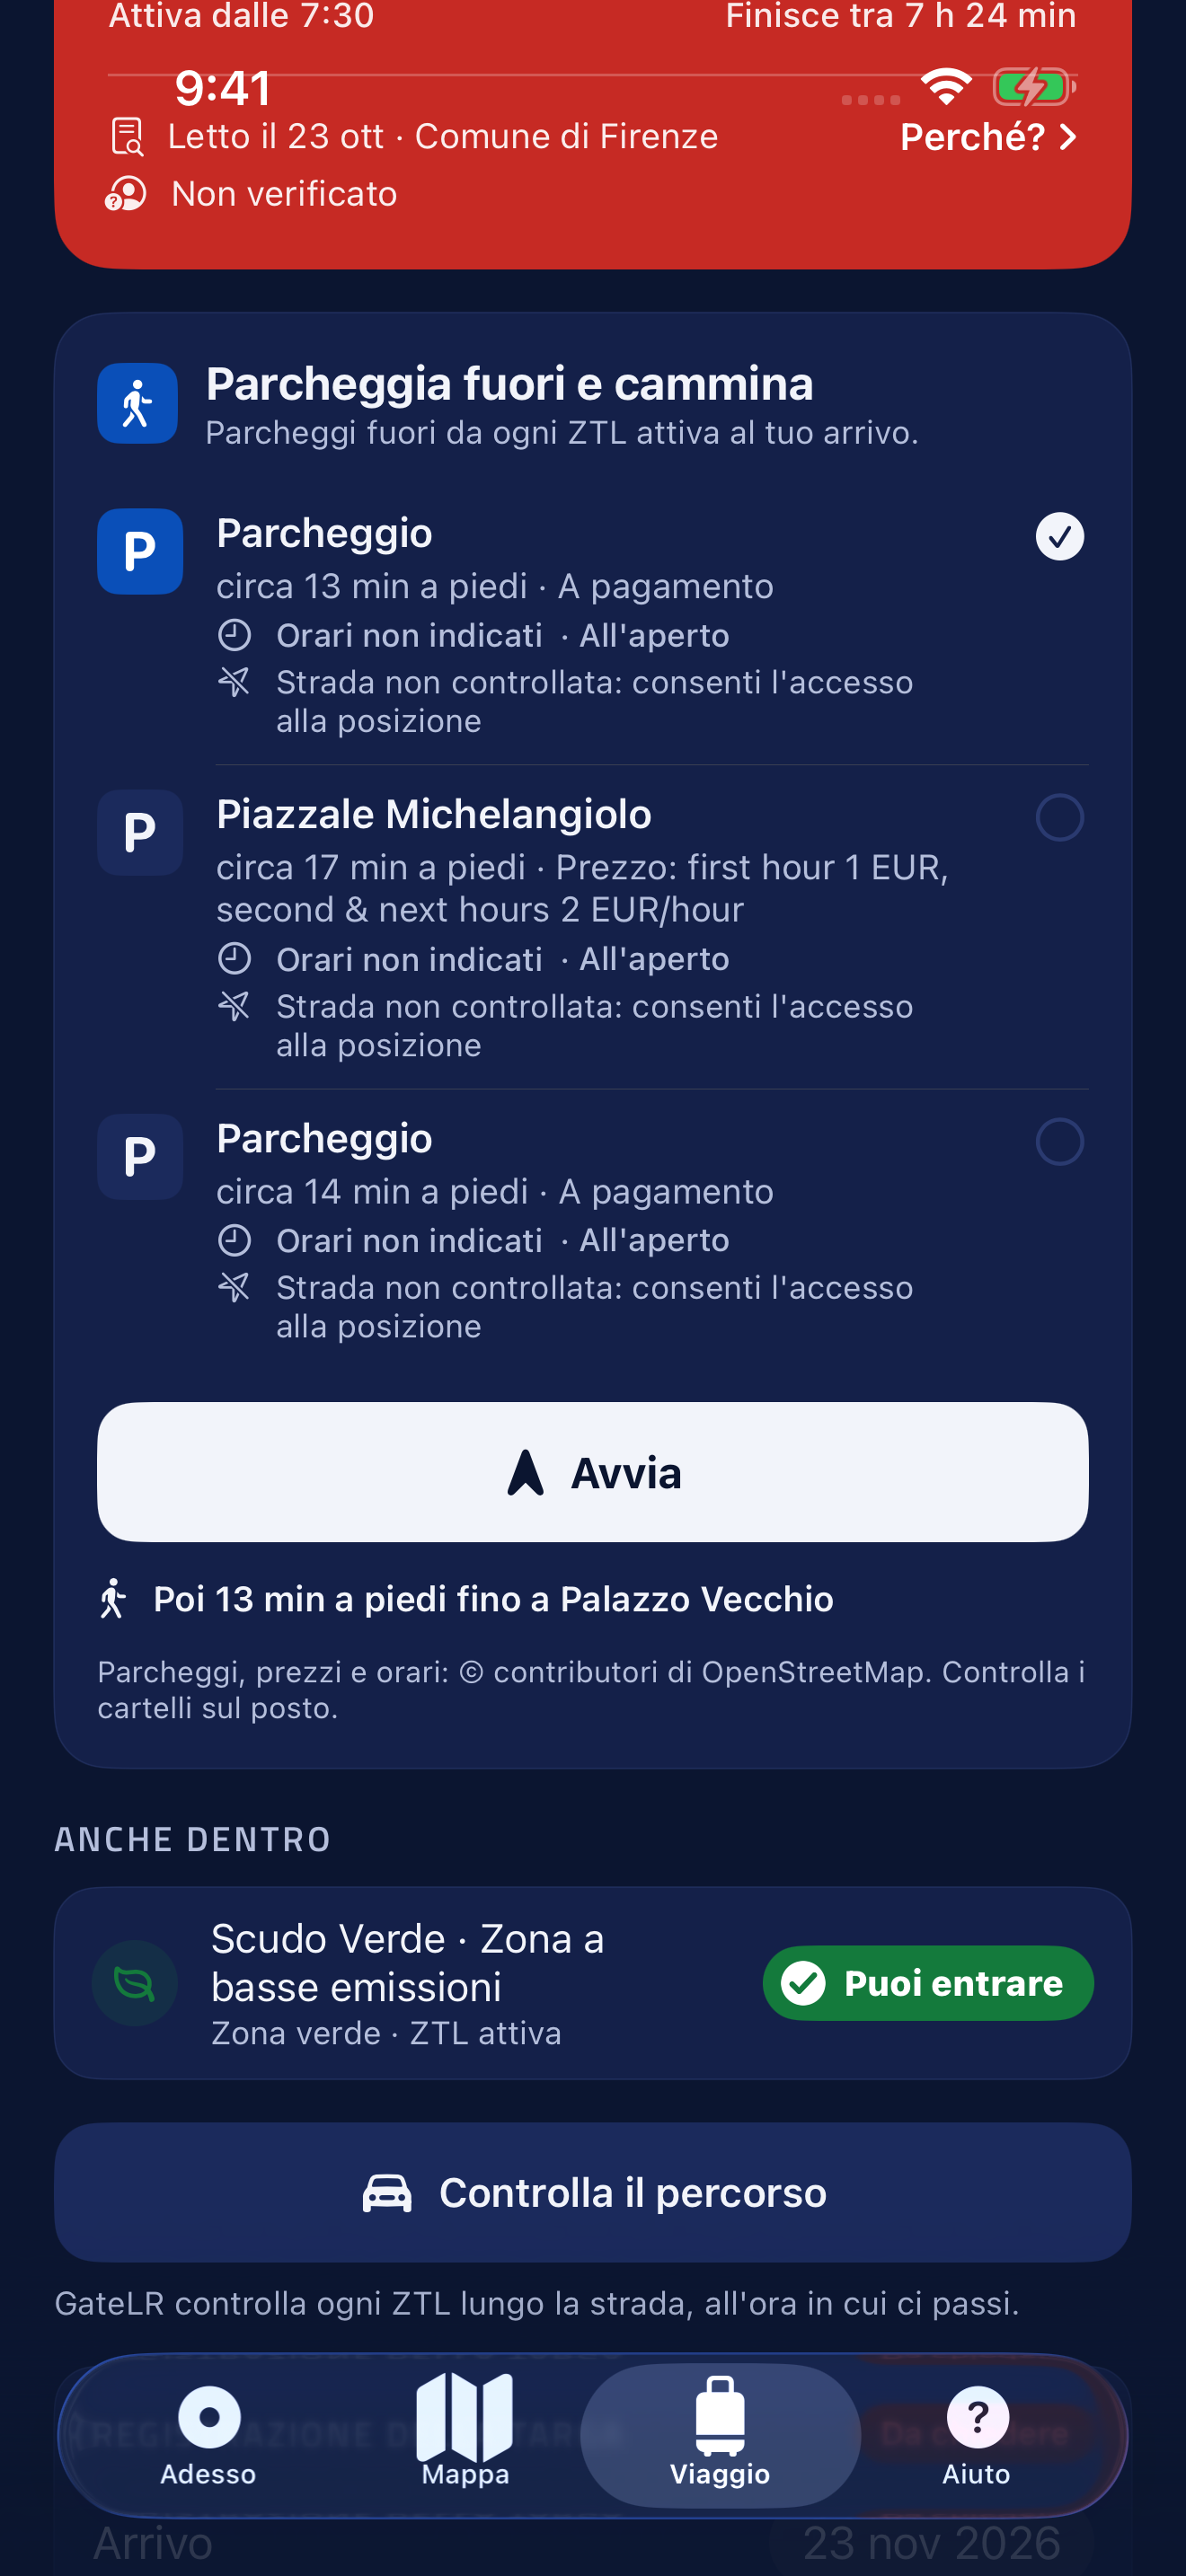 Attiva dalle 7:30
Finisce tra 7 h 24 min
9:41
Letto il 23 ott · Comune di Firenze
Perché?
Non verificato
Parcheggia fuori e cammina
Parcheggi fuori da ogni ZTL attiva al tuo arrivo.
P
Parcheggio
circa 13 min a piedi · A pagamento
Orari non indicati · All'aperto
Strada non controllata: consenti l'accesso
alla posizione
P
Piazzale Michelangiolo
circa 17 min a piedi · Prezzo: first hour 1 EUR,
second & next hours 2 EUR/hour
Orari non indicati · All'aperto
Strada non controllata: consenti l'accesso
alla posizione
P
Parcheggio
circa 14 min a piedi · A pagamento
Orari non indicati · All'aperto
Strada non controllata: consenti l'accesso
alla posizione
Avvia
Poi 13 min a piedi fino a Palazzo Vecchio
Parcheggi, prezzi e orari: © contributori di OpenStreetMap. Controlla i
cartelli sul posto.
ANCHE DENTRO
Scudo Verde · Zona a
basse emissioni
Zona verde · ZTL attiva
Puoi entrare
Controlla il percorso
GateLR controlla ogni ZTL lungo la strada, all'ora in cui ci passi.
Adesso
Mappa
Viaggio
Aiuto
Arrivo
23 nov 2026